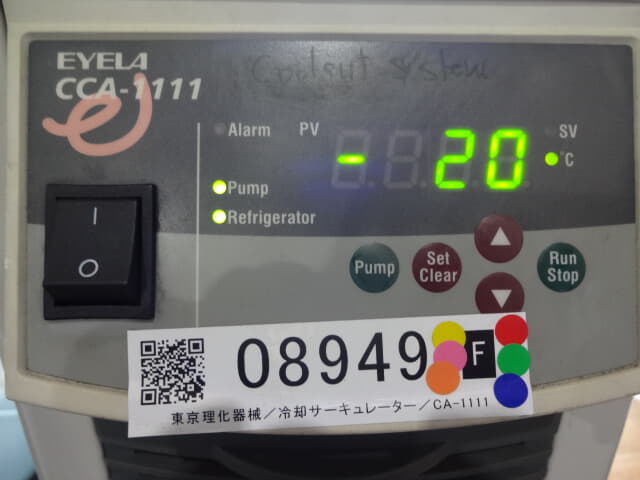 EYELA
CCA-1111
system
Alarm
PV
SV
- 20
°C
Pump
Refrigerator
Pump
Set
Clear
Run
Stop
08949
F
東京理化器械／冷却サーキュレーター／CA-1111